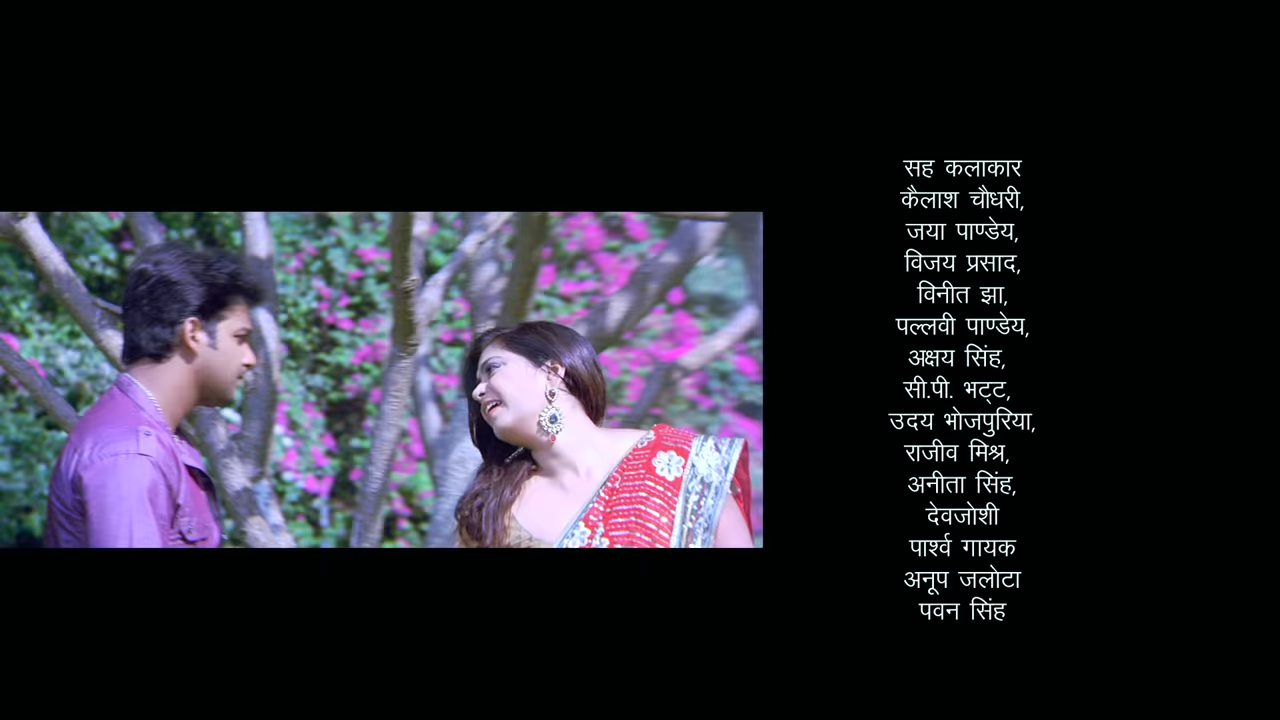 सह कलाकार
कैलाश चौधरी,
जया पाण्डेय,
विजय प्रसाद,
विनीत झा,
पल्लवी पाण्डेय,
अक्षय सिंह,
सी.पी. भट्ट,
उदय भोजपुरिया,
राजीव मिश्र,
अनीता सिंह,
देवजोशी
पार्श्व गायक
अनूप जलोटा
पवन सिंह